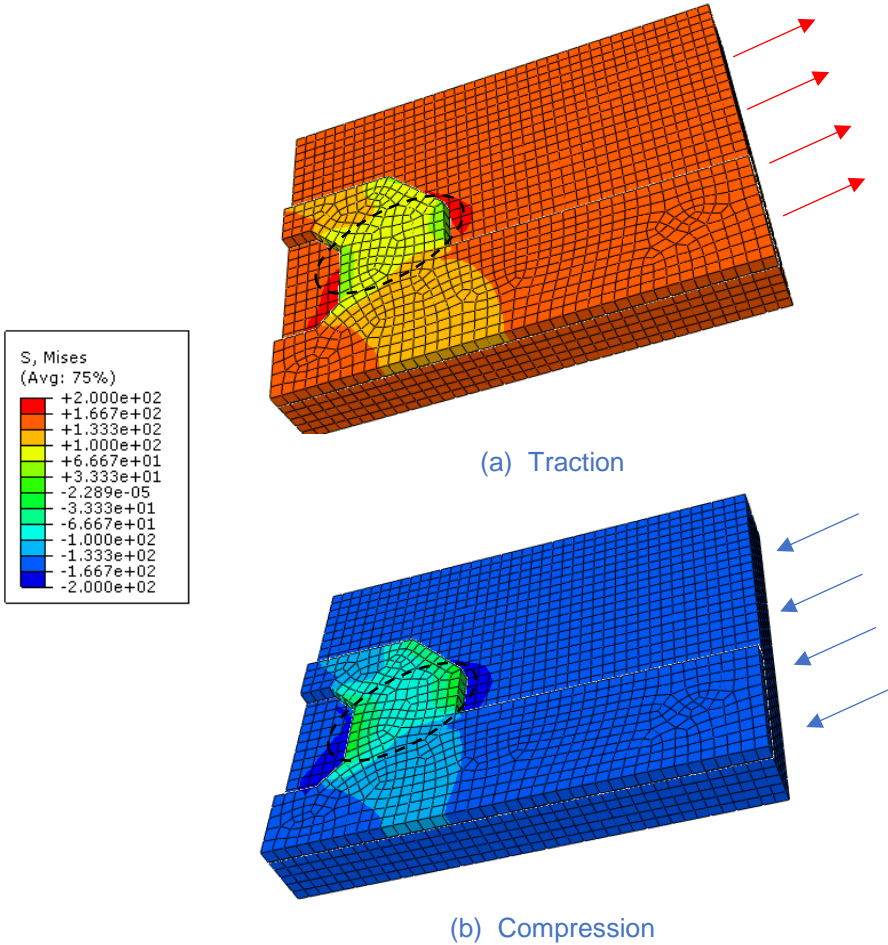 (a) Traction
S, Mises
(Avg: 75%)
+2.000e+02
+1.667e+02
+1.333e+02
+1.000e+02
+6.667e+01
+3.333e+01
-2.289e-05
-3.333e+01
-6.667e+01
-1.000e+02
-1.333e+02
-1.667e+02
-2.000e+02
(b) Compression